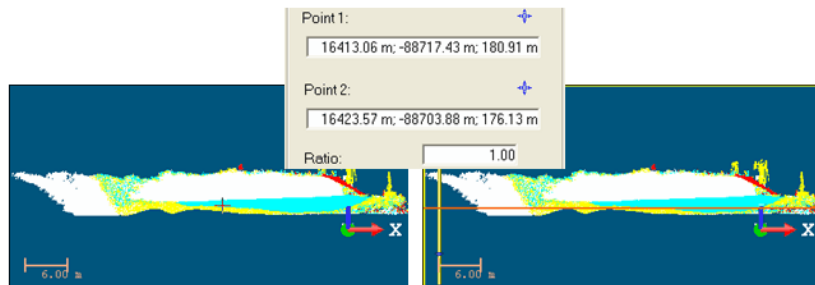 Point 1:
16413.06 m; -88717.43 m; 180.91 m
Point 2:
16423.57 m; -88703.88 m; 176.13 m
Ratio:
1.00
X
6.00 m
X
6.00 m